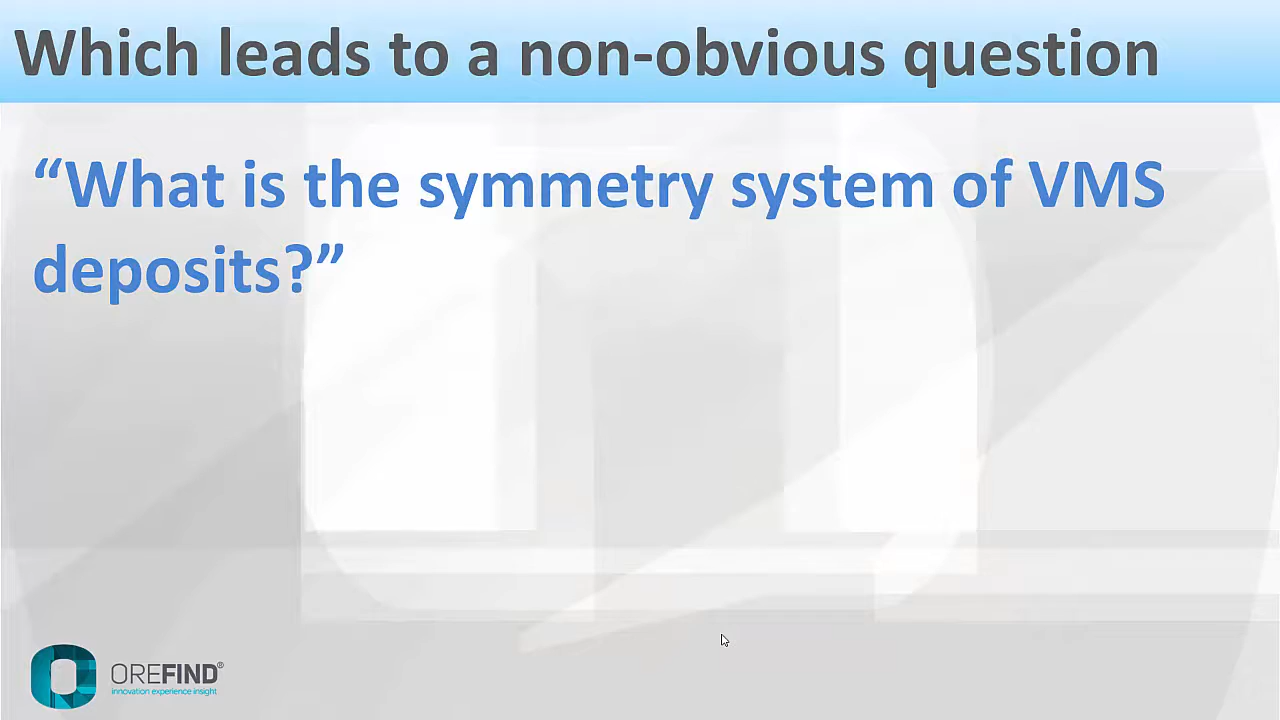 Which leads to a non-obvious question
“What is the symmetry system of VMS
deposits?”
OREFIND®
innovation experience insight